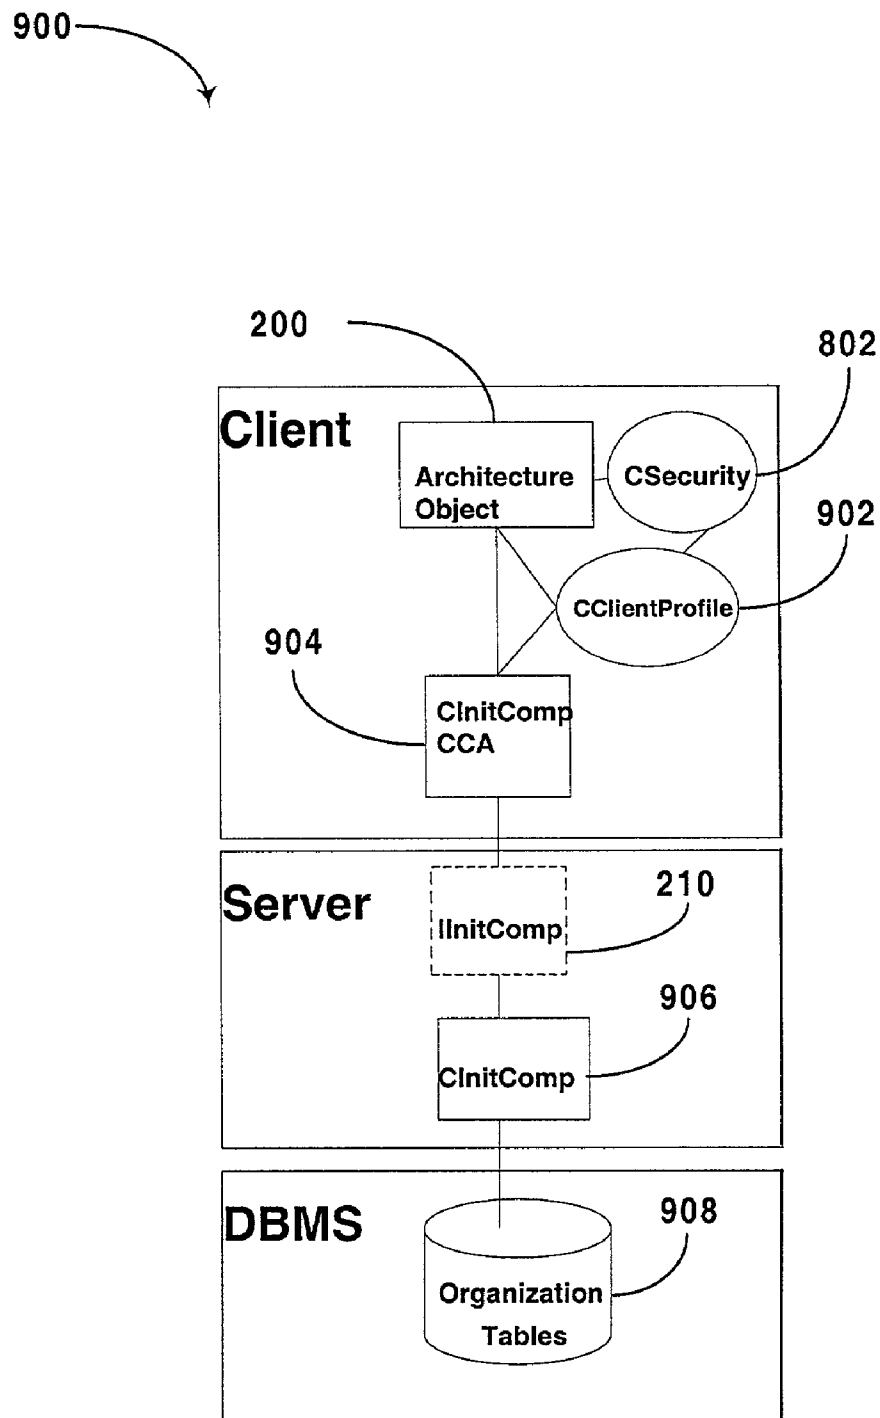 900
200
802
Client
Architecture
Object
CSecurity
902
CClientProfile
904
CInitComp
CCA
Server
210
IInitComp
906
CInitComp
DBMS
908
Organization
Tables